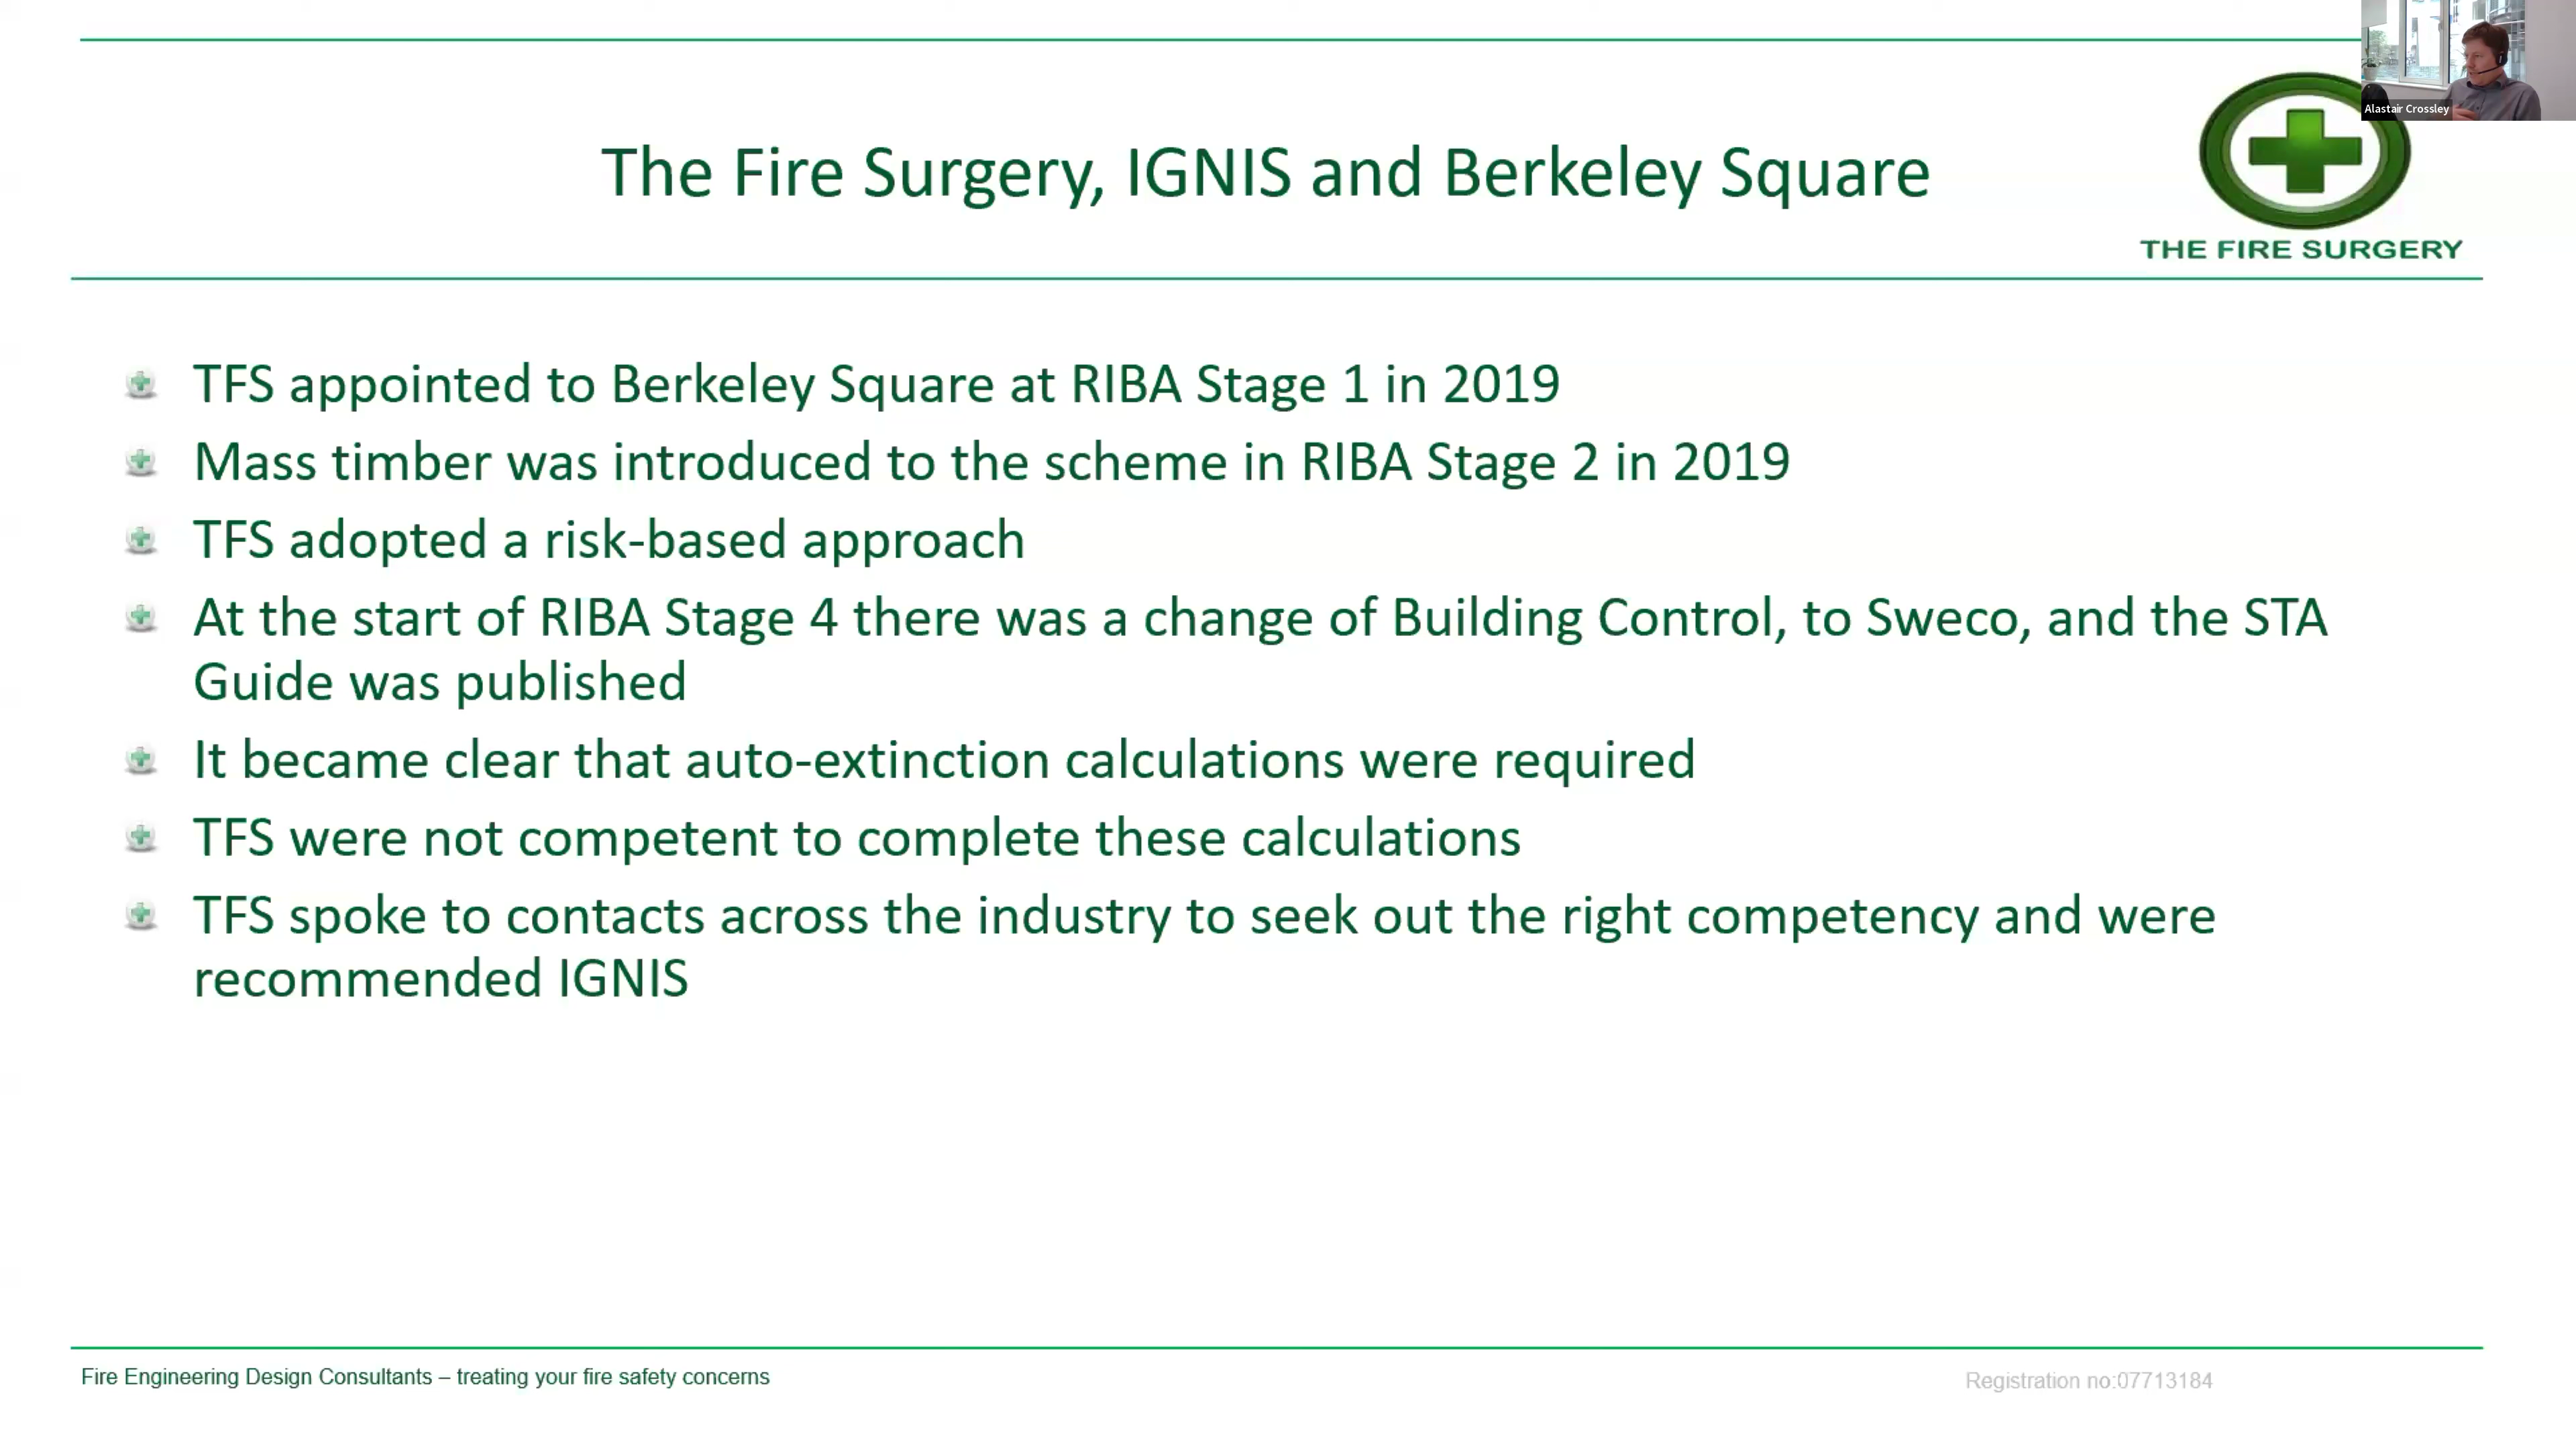 Alastair Crossley
The Fire Surgery, IGNIS and Berkeley Square
THE FIRE SURGERY
TFS appointed to Berkeley Square at RIBA Stage 1 in 2019
Mass timber was introduced to the scheme in RIBA Stage 2 in 2019
TFS adopted a risk-based approach
At the start of RIBA Stage 4 there was a change of Building Control, to Sweco, and the STA
Guide was published
It became clear that auto-extinction calculations were required
TFS were not competent to complete these calculations
TFS spoke to contacts across the industry to seek out the right competency and were
recommended IGNIS
Fire Engineering Design Consultants – treating your fire safety concerns
Registration no:07713184